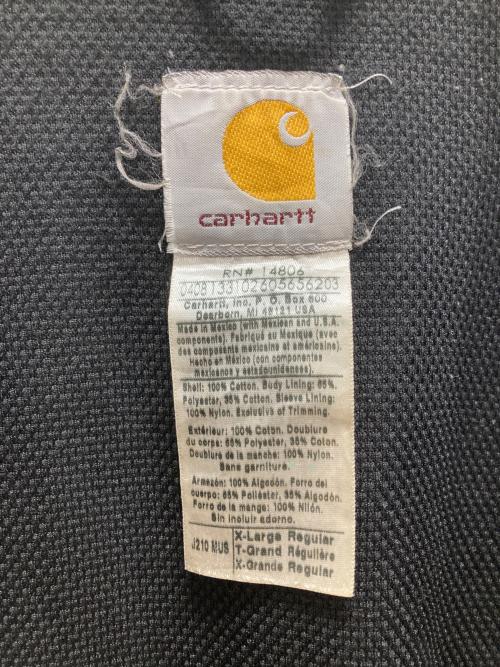 carhartt
RN# 14806
0408133102605656203
Carhartt, Inc. P. O. Box 600
Dearborn, MI 48121 USA
Made in Mexico (with Mexican and U.S.A.
components). Fabriqué au Mexique (avec
des composants mexicains et américains).
Hecho en México (con componentes
mexicanos y estadounidenses).
Shell: 100% Cotton. Body Lining: 65%
Polyester, 35% Cotton. Sleeve Lining:
100% Nylon. Exclusive of Trimming.
Extérieur: 100% Coton. Doublure
du corps: 65% Polyester, 35% Coton.
Doublure de la manche: 100% Nylon.
Sans garniture.
Armazón: 100% Algodón. Forro del
cuerpo: 65% Poliéster, 35% Algodón.
Forro de la manga: 100% Nilón.
Sin incluir adorno.
J210 MUS
X-Large Regular
T-Grand Régulière
X-Grande Regular